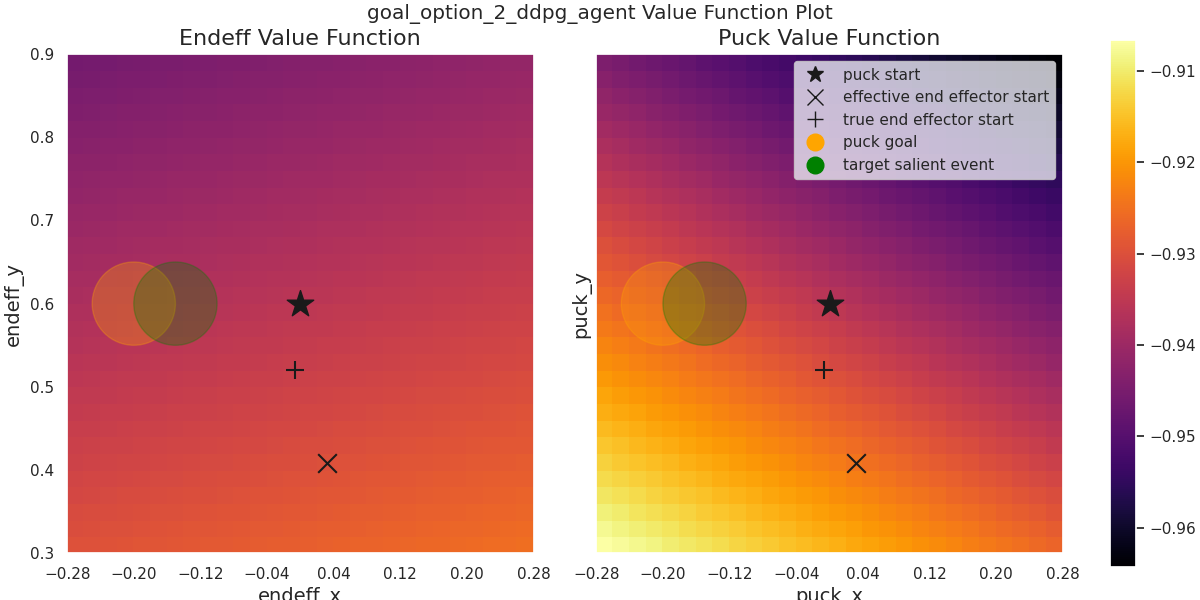 goal_option_2_ddpg_agent Value Function Plot
Endeff Value Function
Puck Value Function
0.9
0.8
0.7
0.6
0.5
0.4
0.3
endeff_y
−0.28 −0.20 −0.12 −0.04 0.04 0.12 0.20 0.28
endeff_x
puck start
effective end effector start
true end effector start
puck goal
target salient event
puck_y
−0.28 −0.20 −0.12 −0.04 0.04 0.12 0.20 0.28
puck_x
−0.91
−0.92
−0.93
−0.94
−0.95
−0.96